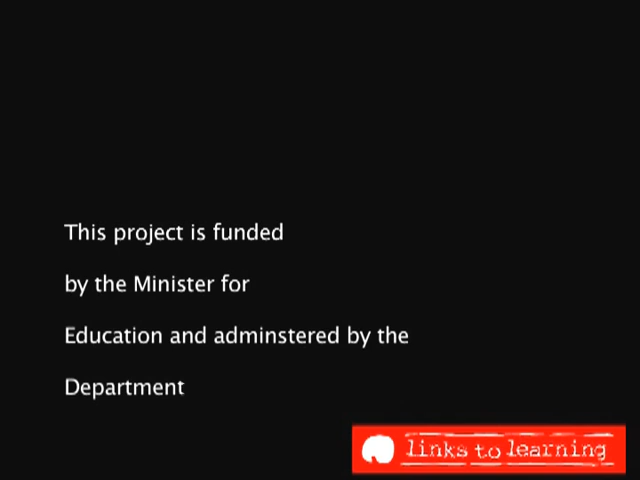 This project is funded
by the Minister for
Education and adminstered by the
Department
links to learning